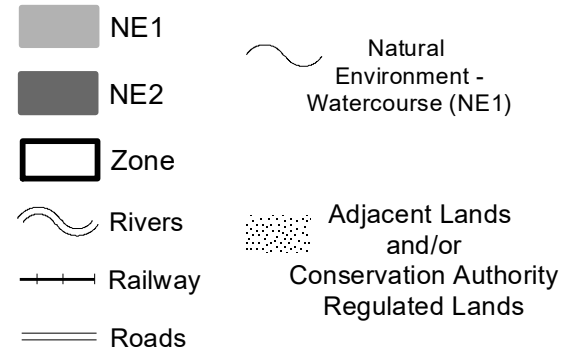 NE1
NE2
Zone
Rivers
Railway
Roads
Natural
Environment -
Watercourse (NE1)
Adjacent Lands
and/or
Conservation Authority
Regulated Lands